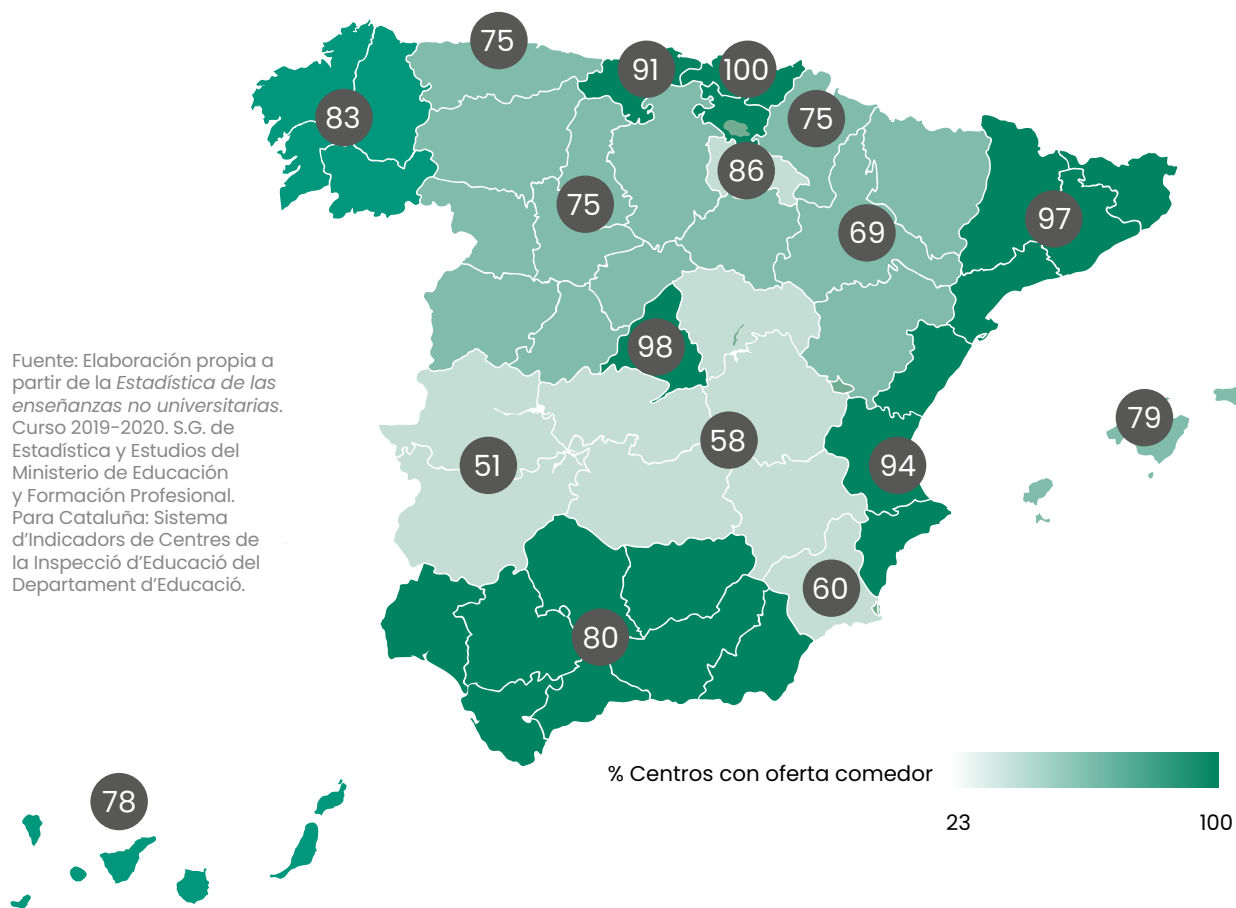 75
91
100
83
75
86
75
69
97
98
79
58
51
94
60
80
78
Fuente: Elaboración propia a
partir de la Estadística de las
enseñanzas no universitarias.
Curso 2019-2020. S.G. de
Estadística y Estudios del
Ministerio de Educación
y Formación Profesional.
Para Cataluña: Sistema
d'Indicadors de Centres de
la Inspecció d'Educació del
Departament d'Educació.
% Centros con oferta comedor
23
100